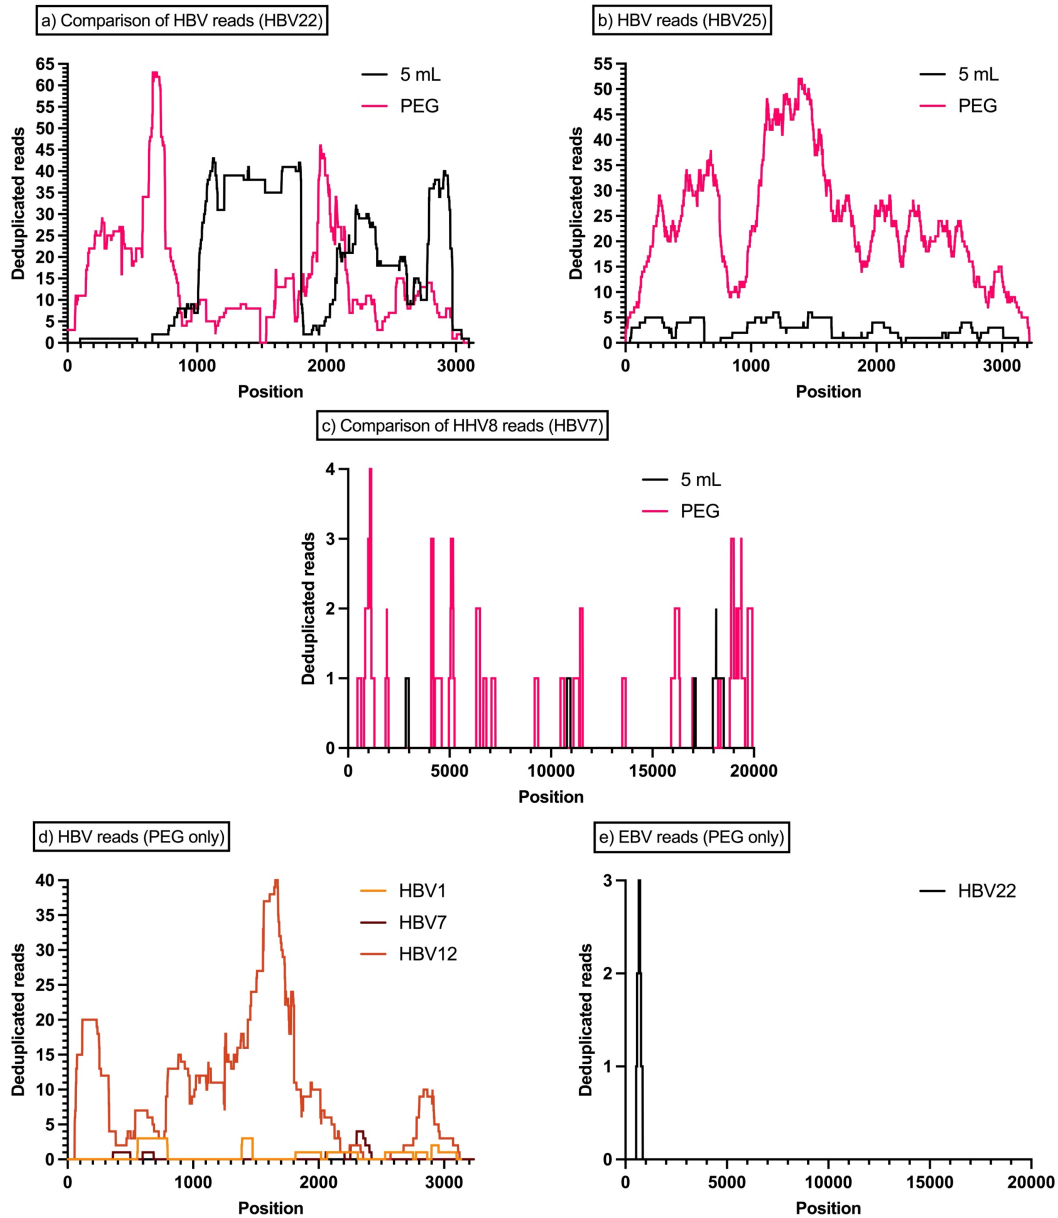 a) Comparison of HBV reads (HBV22)
65
60
55
50
45
40
35
30
25
20
15
10
5
0
Deduplicated reads
5 mL
PEG
0
1000
2000
3000
Position
b) HBV reads (HBV25)
55
50
45
40
35
30
25
20
15
10
5
0
Deduplicated reads
5 mL
PEG
0
1000
2000
3000
Position
c) Comparison of HHV8 reads (HBV7)
4
3
2
1
0
Deduplicated reads
5 mL
PEG
0
5000
10000
15000
20000
Position
d) HBV reads (PEG only)
40
35
30
25
20
15
10
5
0
Deduplicated reads
HBV1
HBV7
HBV12
0
1000
2000
3000
Position
e) EBV reads (PEG only)
3
2
1
0
Deduplicated reads
HBV22
0
5000
10000
15000
20000
Position